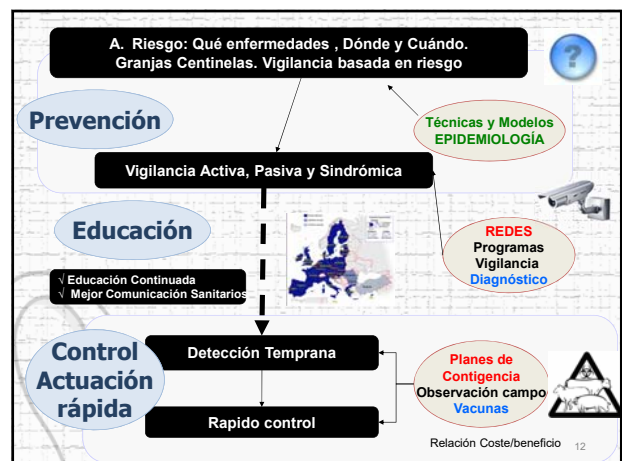 A. Riesgo: Qué enfermedades , Dónde y Cuándo.
Granjas Centinelas. Vigilancia basada en riesgo
?
Prevención
Técnicas y Modelos
EPIDEMIOLOGÍA
Vigilancia Activa, Pasiva y Sindrómica
Educación
REDES
Programas
Vigilancia
Diagnóstico
√ Educación Continuada
√ Mejor Comunicación Sanitarios
Control
Actuación
rápida
Detección Temprana
Planes de
Contigencia
Observación campo
Vacunas
Rapido control
Relación Coste/beneficio
12